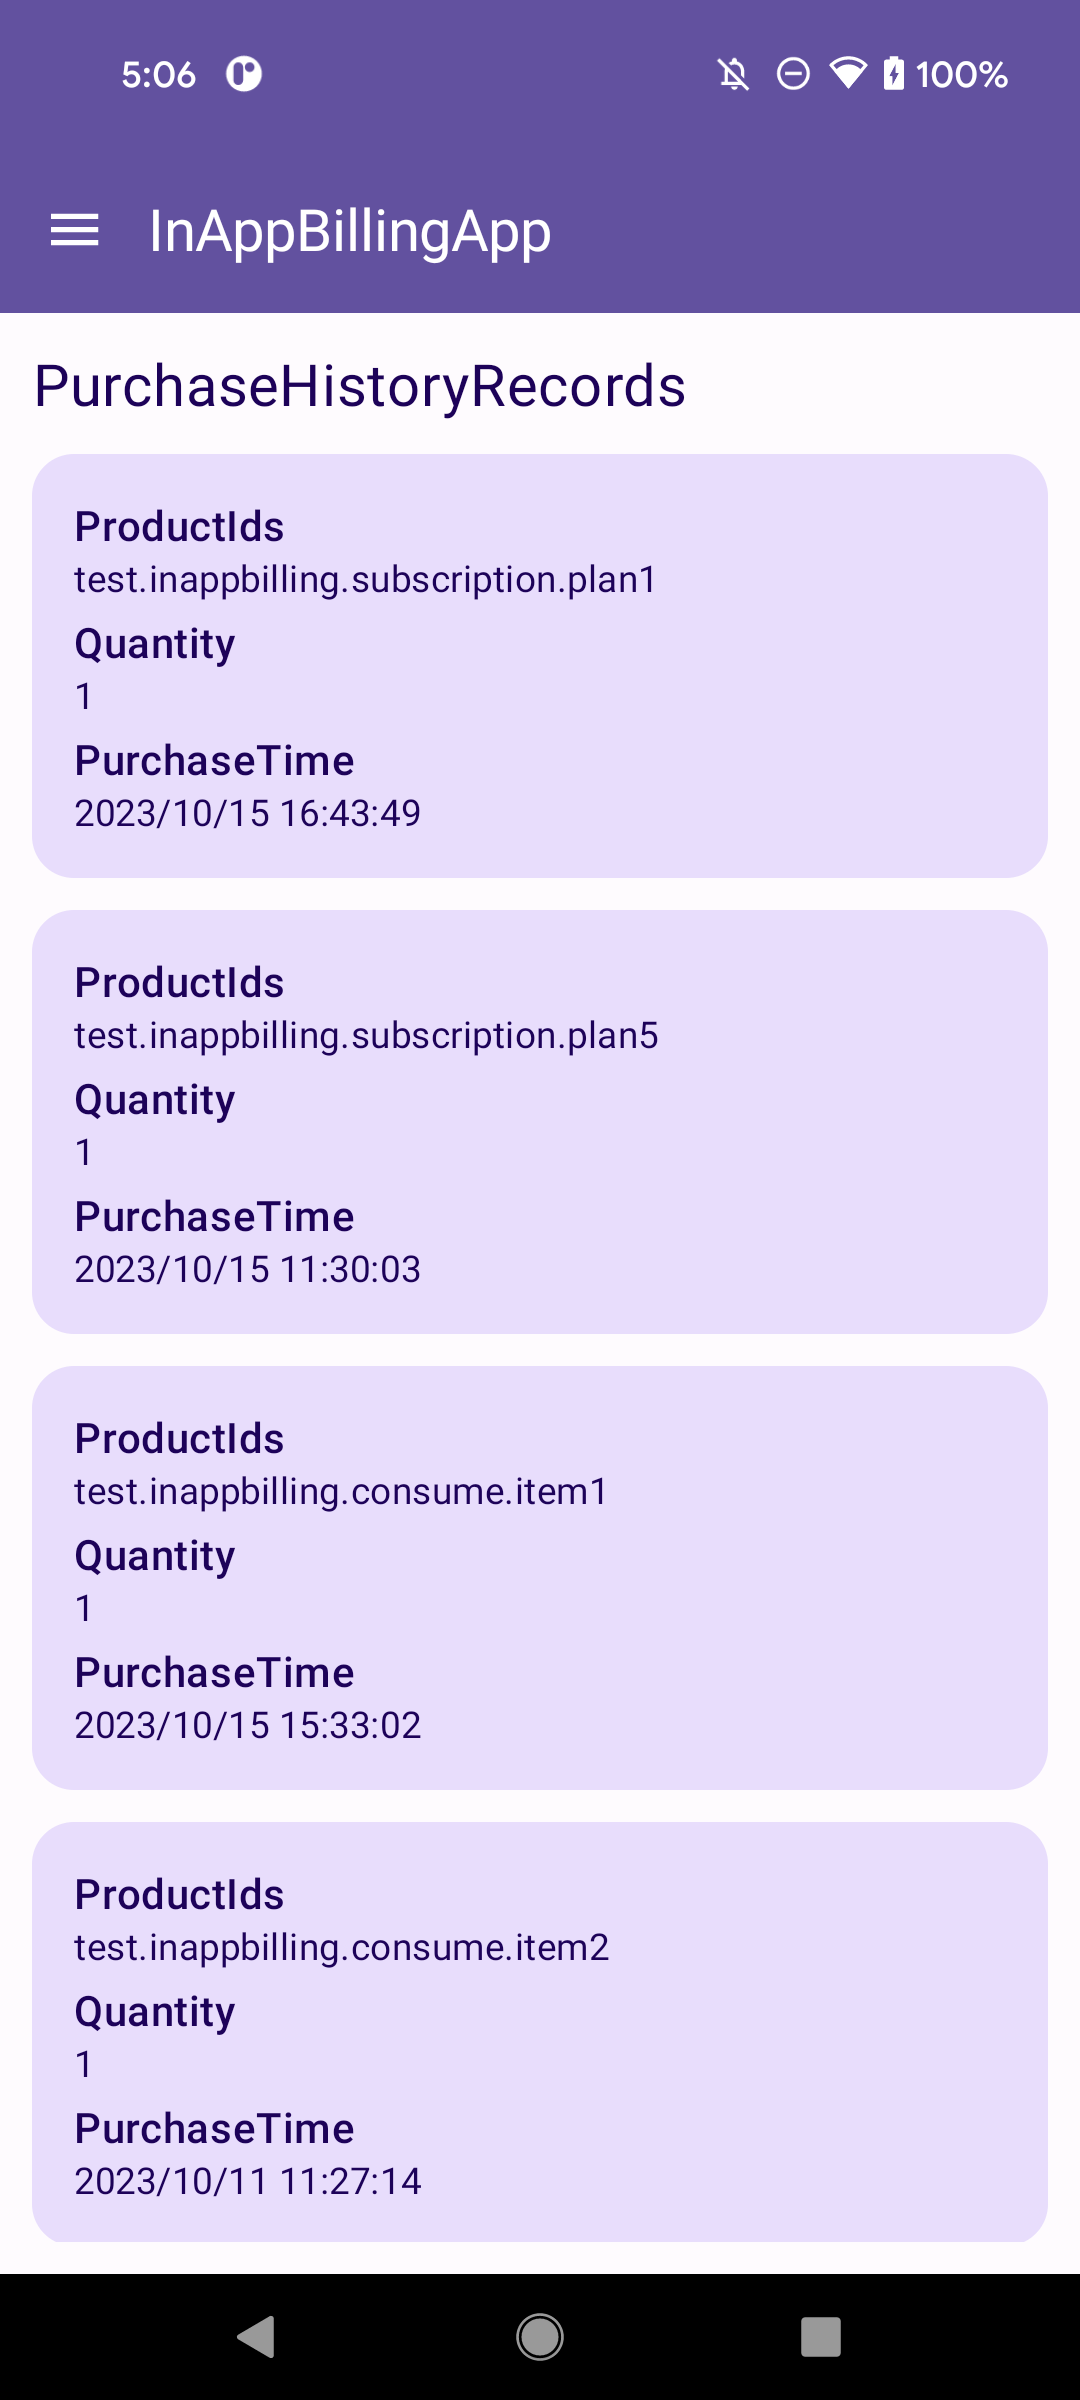 5:06 100%
InAppBillingApp
PurchaseHistoryRecords
ProductIds
test.inappbilling.subscription.plan1
Quantity
1
PurchaseTime
2023/10/15 16:43:49
ProductIds
test.inappbilling.subscription.plan5
Quantity
1
PurchaseTime
2023/10/15 11:30:03
ProductIds
test.inappbilling.consume.item1
Quantity
1
PurchaseTime
2023/10/15 15:33:02
ProductIds
test.inappbilling.consume.item2
Quantity
1
PurchaseTime
2023/10/11 11:27:14